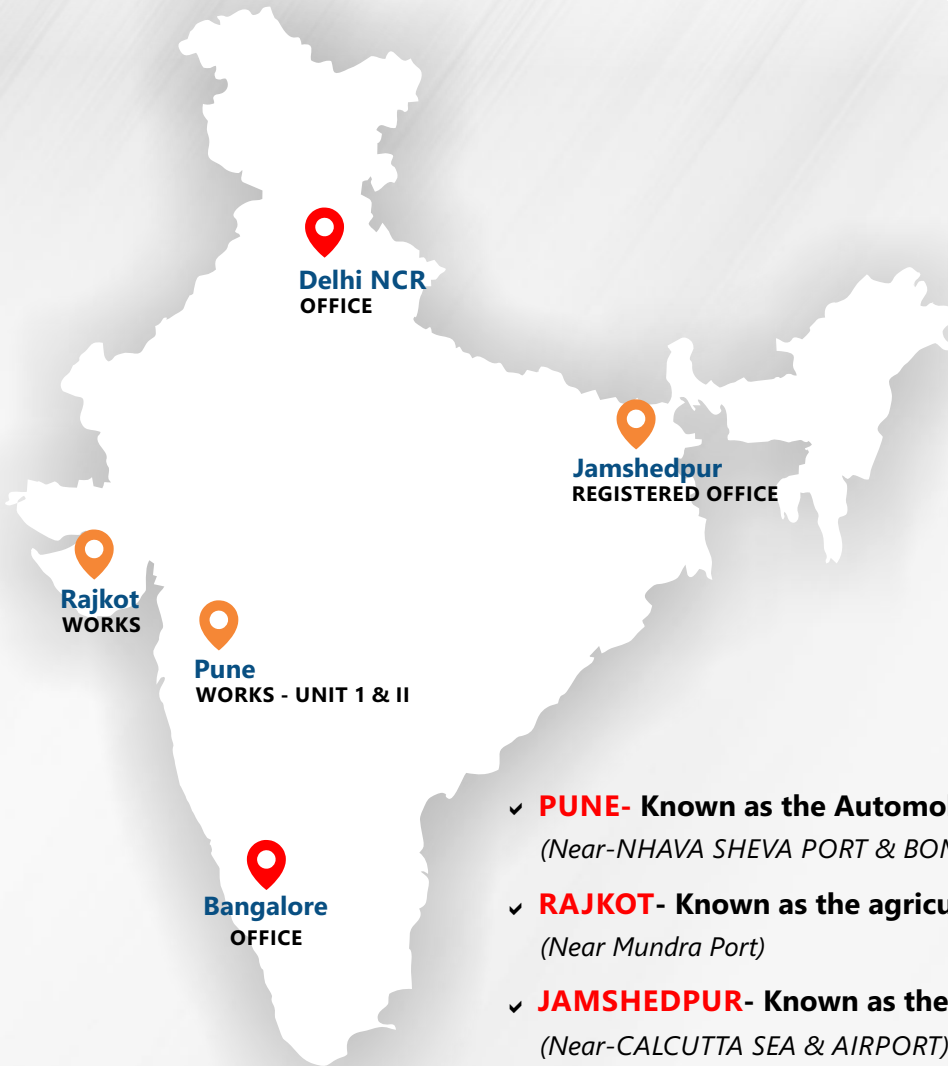 Delhi NCR
OFFICE
Jamshedpur
REGISTERED OFFICE
Rajkot
WORKS
Pune
WORKS - UNIT 1 & II
Bangalore
OFFICE
PUNE- Known as the
(Near-NHAVA SHEVA PORT &
RAJKOT- Known as the
(Near Mundra Port)
JAMSHEDPUR- Known as the
(Near-CALCUTTA SEA & AIRPORT)